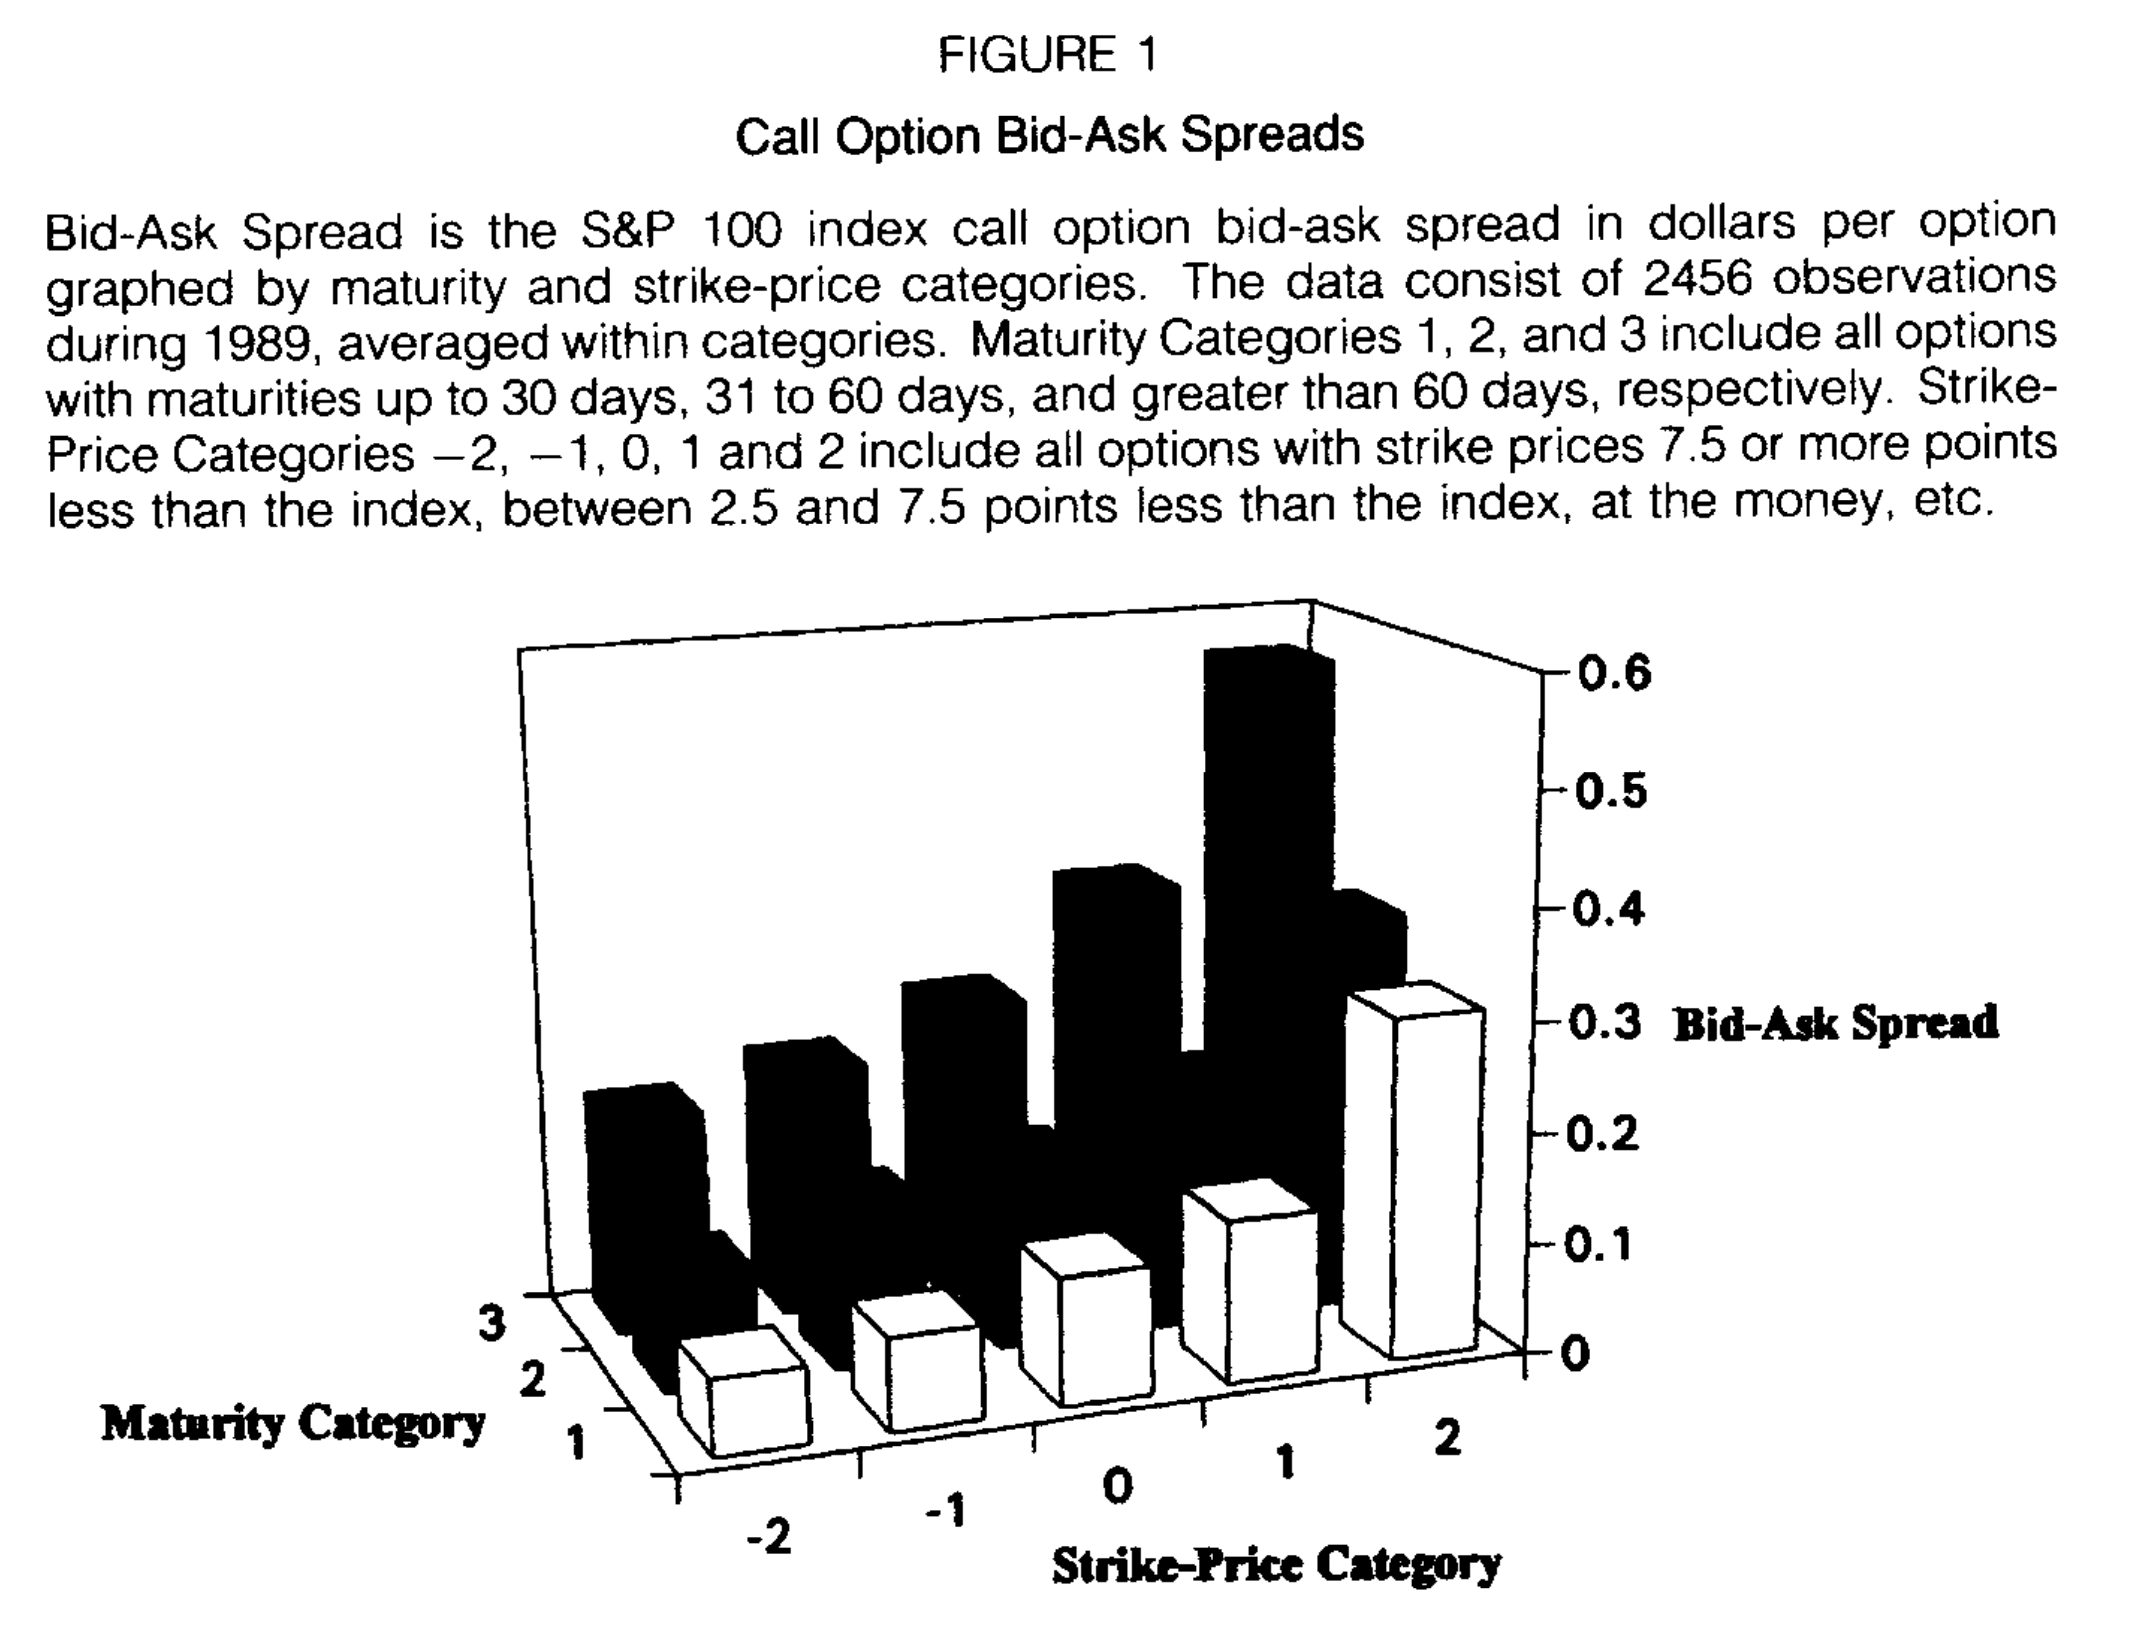 FIGURE 1
Call Option Bid-Ask Spreads
Bid-Ask Spread is the S&P 100 index call option bid-ask spread in dollars per option
graphed by maturity and strike-price categories. The data consist of 2456 observations
during 1989, averaged within categories. Maturity Categories 1, 2, and 3 include all options
with maturities up to 30 days, 31 to 60 days, and greater than 60 days, respectively. Strike-
Price Categories −2, −1, 0, 1 and 2 include all options with strike prices 7.5 or more points
less than the index, between 2.5 and 7.5 points less than the index, at the money, etc.
0.6
0.5
0.4
0.3 Bid-Ask Spread
0.2
0.1
0
3
2
1
Maturity Category
-2
-1
0
1
2
Strike-Price Category